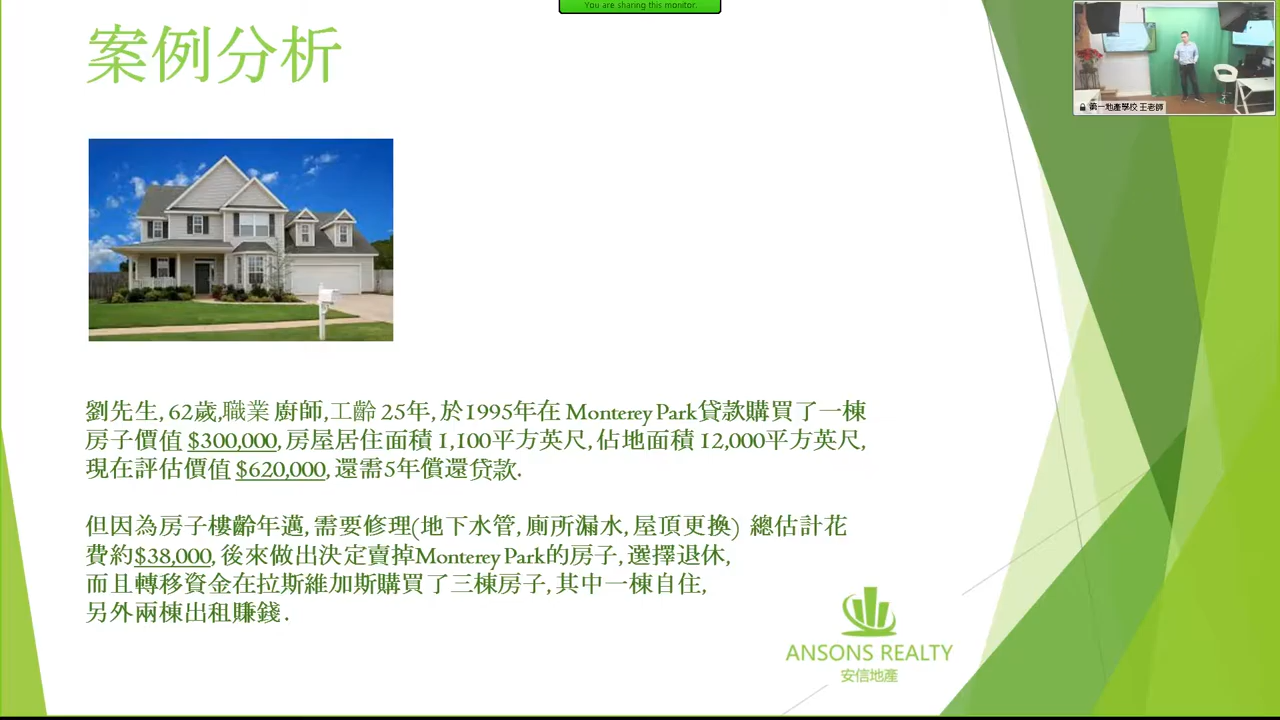 You are sharing this monitor.
案例分析
第一地產學校 王老師
劉先生, 62歲,職業 廚師,工齡 25年, 於1995年在 Monterey Park貸款購買了一棟
房子價值 $300,000, 房屋居住面積 1,100平方英尺, 佔地面積 12,000平方英尺,
現在評估價值 $620,000, 還需5年償還贷款.
但因為房子樓齡年邁, 需要修理(地下水管, 廁所漏水, 屋頂更換) 總估計花
費約$38,000, 後來做出決定賣掉Monterey Park的房子, 選擇退休,
而且轉移資金在拉斯維加斯購買了三棟房子, 其中一棟自住,
另外兩棟出租賺錢 .
ANSONS REALTY
安信地產